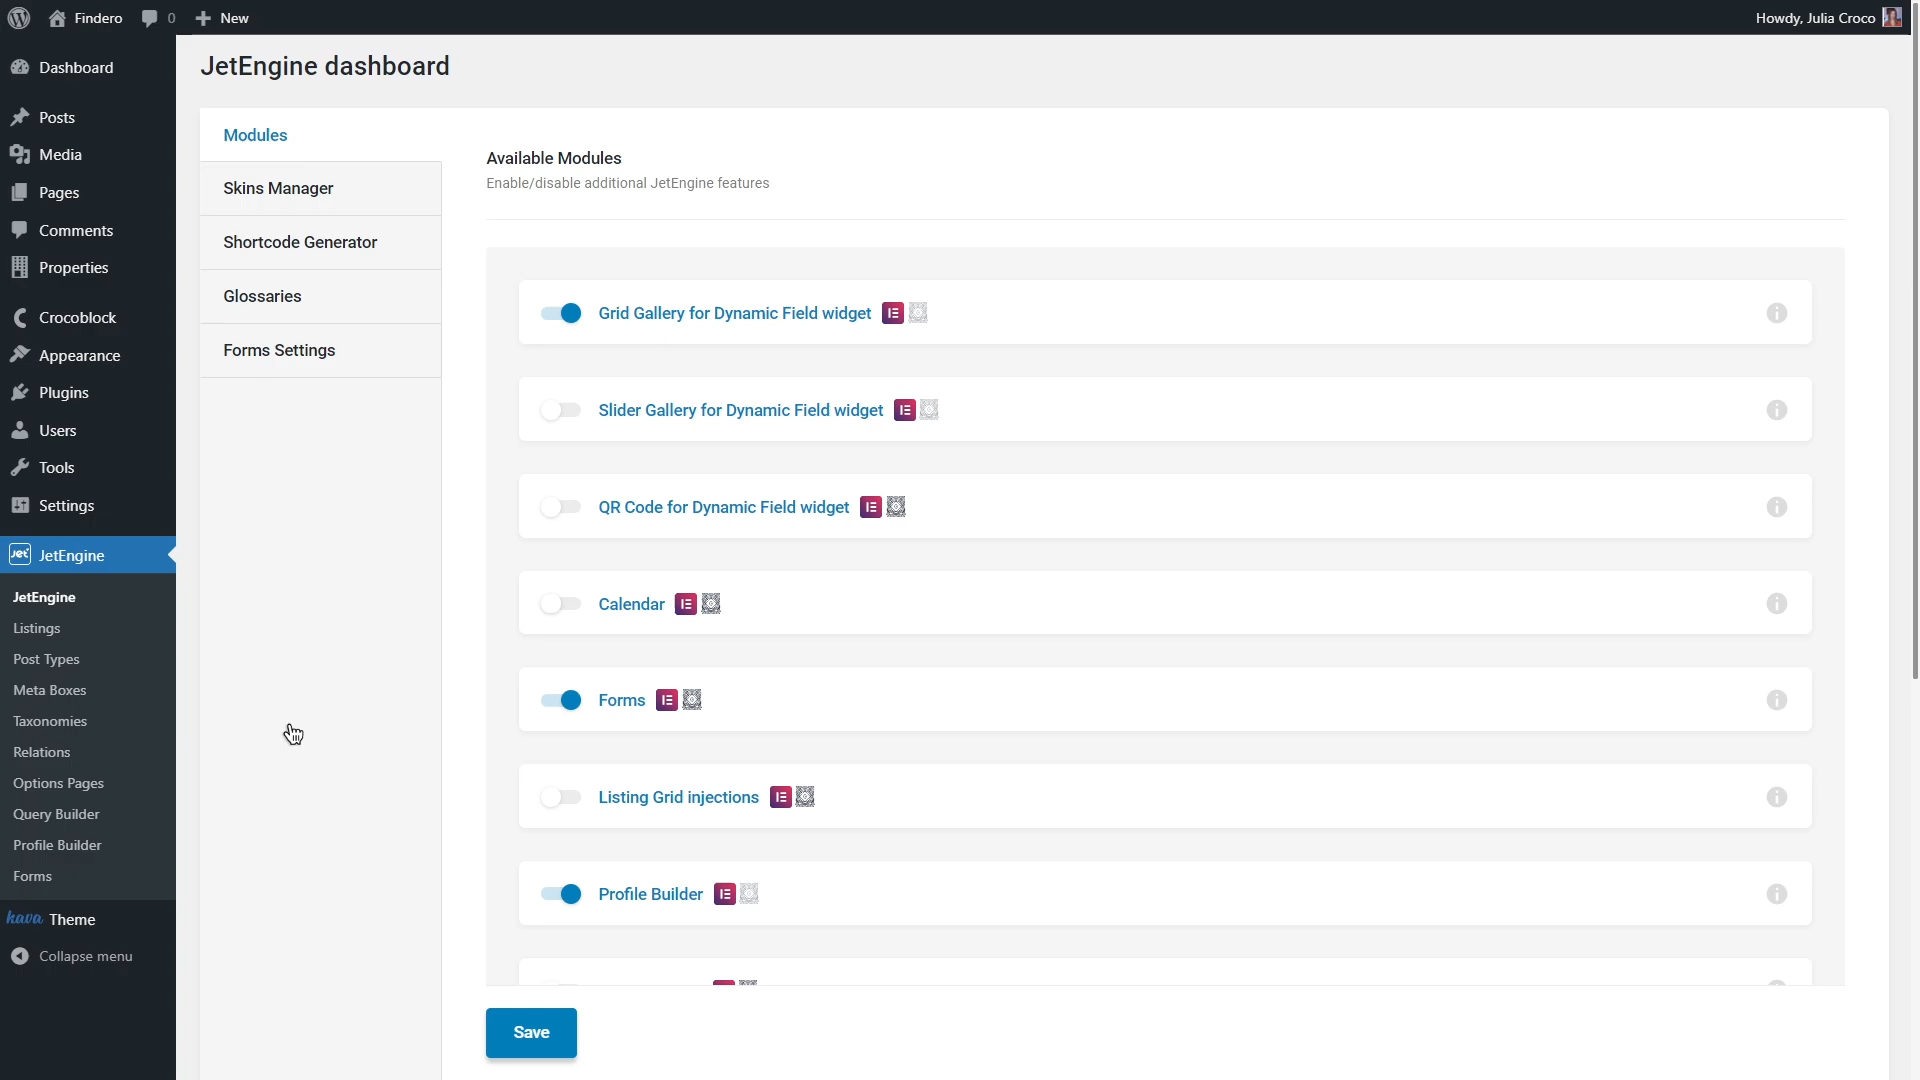 Findero
0
New
Howdy, Julia Croco
Dashboard
Posts
Media
Pages
Comments
Properties
Crocoblock
Appearance
Plugins
Users
Tools
Settings
Jet
JetEngine
JetEngine
Listings
Post Types
Meta Boxes
Taxonomies
Relations
Options Pages
Query Builder
Profile Builder
Forms
kava Theme
Collapse menu
JetEngine dashboard
Modules
Skins Manager
Shortcode Generator
Glossaries
Forms Settings
Available Modules
Enable/disable additional JetEngine features
Grid Gallery for Dynamic Field widget
Slider Gallery for Dynamic Field widget
QR Code for Dynamic Field widget
Calendar
Forms
Listing Grid injections
Profile Builder
Save